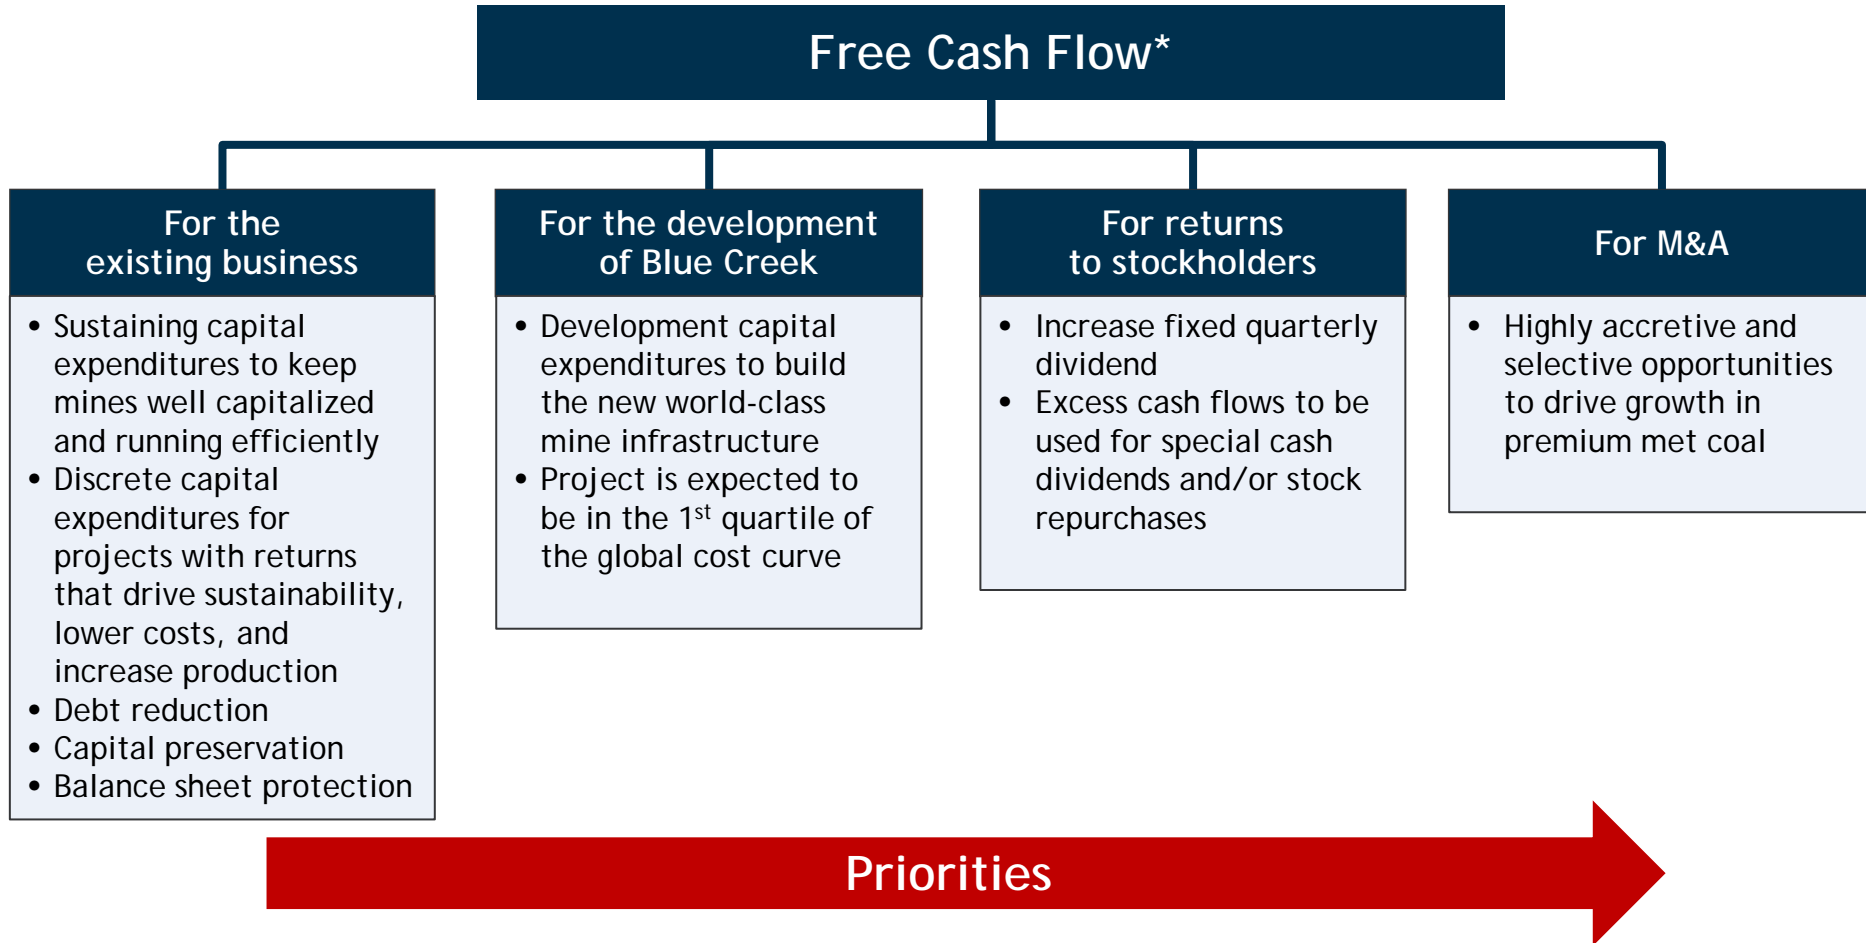 Free Cash Flow*
For the
existing business
• Sustaining capital
expenditures to keep
mines well capitalized
and running efficiently
• Discrete capital
expenditures for
projects with returns
that drive sustainability,
lower costs, and
increase production
• Debt reduction
• Capital preservation
• Balance sheet protection
For the development
of Blue Creek
• Development capital
expenditures to build
the new world-class
mine infrastructure
• Project is expected to
be in the 1st quartile of
the global cost curve
For returns
to stockholders
• Increase fixed quarterly
dividend
• Excess cash flows to be
used for special cash
dividends and/or stock
repurchases
For M&A
• Highly accretive and
selective opportunities
to drive growth in
premium met coal
Priorities